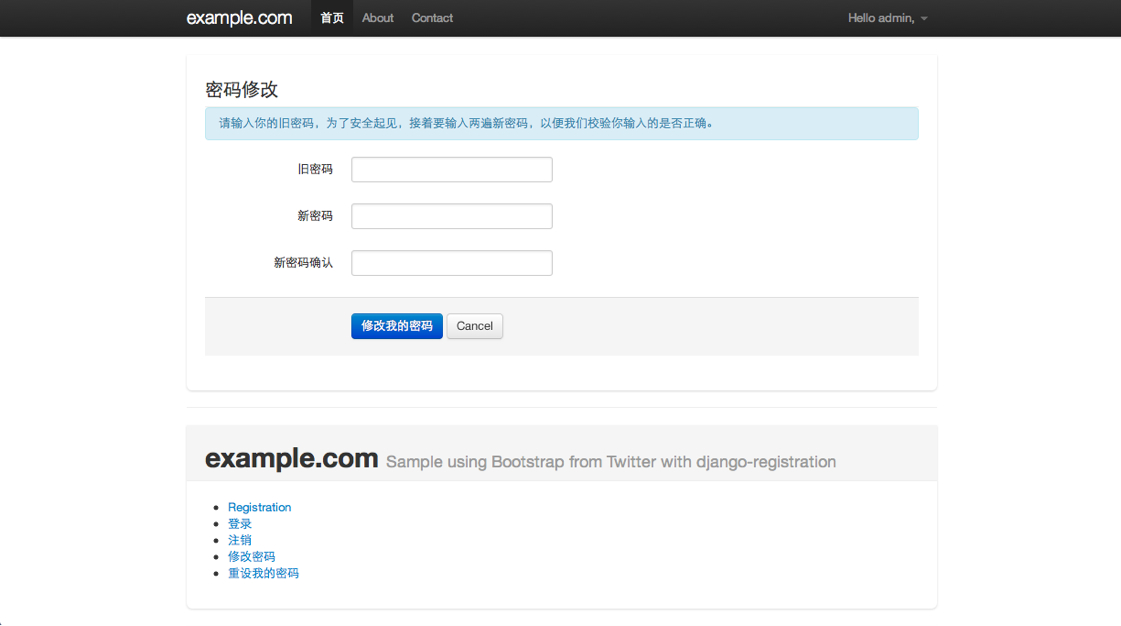 example.com 首页 About Contact Hello admin,
密码修改
请输入你的旧密码，为了安全起见，接着要输入两遍新密码，以便我们校验你输入的是否正确。
旧密码
新密码
新密码确认
修改我的密码 Cancel
example.com Sample using Bootstrap from Twitter with django-registration
Registration
登录
注销
修改密码
重设我的密码